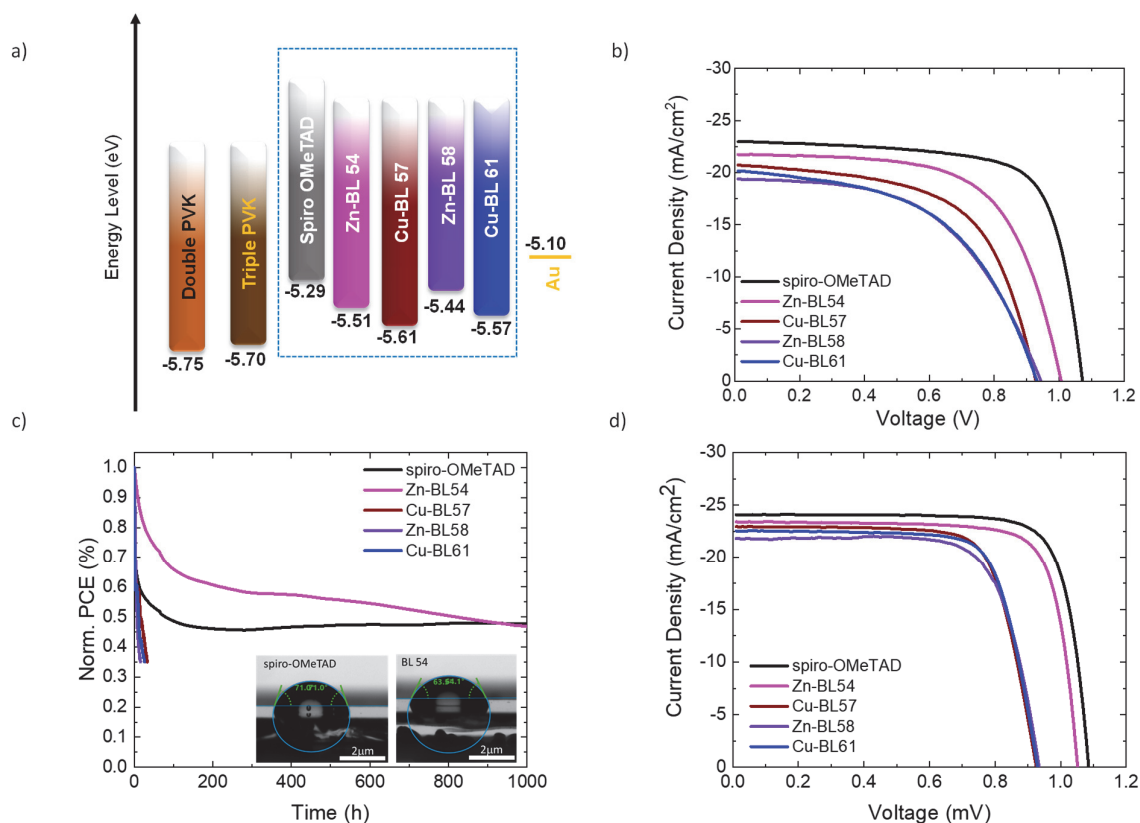 a)
Energy Level (eV)
Double PVK
-5.75
Triple PVK
-5.70
Spiro OMeTAD
-5.29
Zn-BL 54
-5.51
Cu-BL 57
-5.61
Zn-BL 58
-5.44
Cu-BL 61
-5.57
-5.10
Au
b)
Current Density (mA/cm2)
-30
-25
-20
-15
-10
-5
0
spiro-OMeTAD
Zn-BL54
Cu-BL57
Zn-BL58
Cu-BL61
0.0 0.2 0.4 0.6 0.8 1.0 1.2
Voltage (V)
c)
Norm. PCE (%)
1.0
0.9
0.8
0.7
0.6
0.5
0.4
0.3
0.2
0.1
0.0
spiro-OMeTAD
Zn-BL54
Cu-BL57
Zn-BL58
Cu-BL61
spiro-OMeTAD
2μm
BL 54
2μm
0 200 400 600 800 1000
Time (h)
d)
Current Density (mA/cm2)
-30
-25
-20
-15
-10
-5
0
spiro-OMeTAD
Zn-BL54
Cu-BL57
Zn-BL58
Cu-BL61
0.0 0.2 0.4 0.6 0.8 1.0 1.2
Voltage (mV)